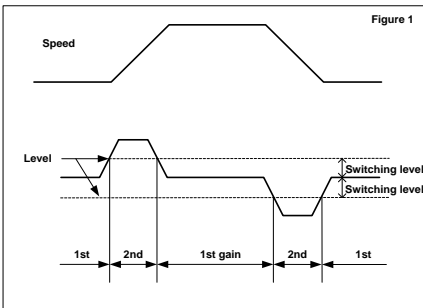 Figure 1
Speed
Level
Switching level
Switching level
1st 2nd 1st gain 2nd 1st